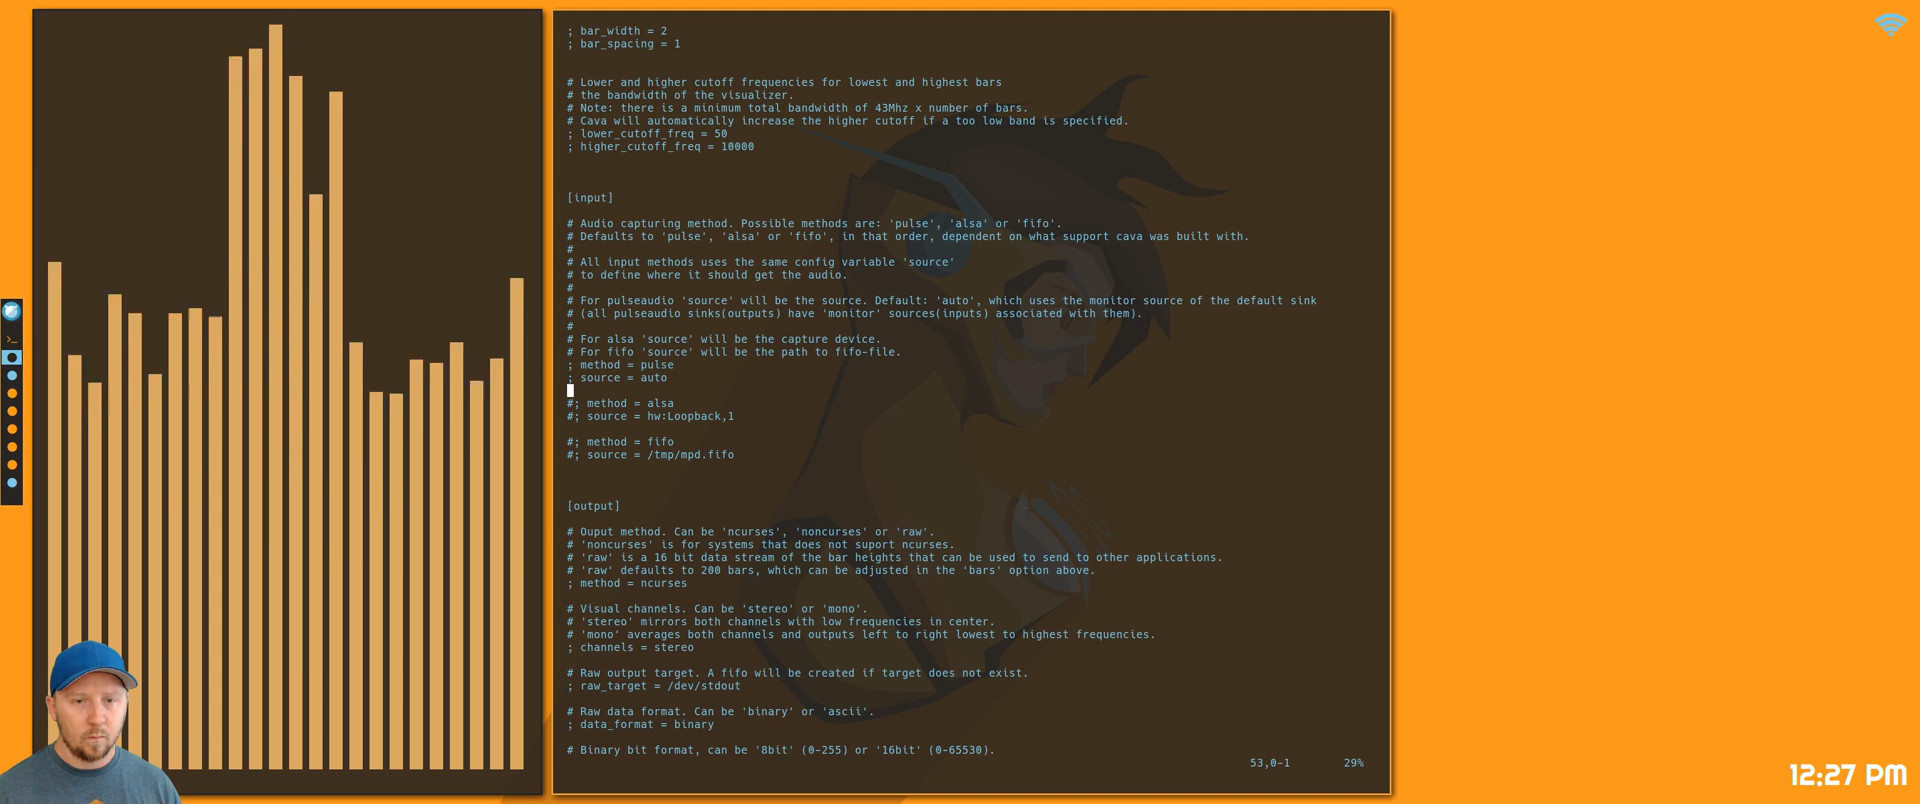 ; bar_width = 2
; bar_spacing = 1
# Lower and higher cutoff frequencies for lowest and highest bars
# the bandwidth of the visualizer.
# Note: there is a minimum total bandwidth of 43Mhz x number of bars.
# Cava will automatically increase the higher cutoff if a too low band is specified.
; lower_cutoff_freq = 50
; higher_cutoff_freq = 10000
[input]
# Audio capturing method. Possible methods are: 'pulse', 'alsa' or 'fifo'.
# Defaults to 'pulse', 'alsa' or 'fifo', in that order, dependent on what support cava was built with.
#
# All input methods uses the same config variable 'source'
# to define where it should get the audio.
#
# For pulseaudio 'source' will be the source. Default: 'auto', which uses the monitor source of the default sink
# (all pulseaudio sinks(outputs) have 'monitor' sources(inputs) associated with them).
#
# For alsa 'source' will be the capture device.
# For fifo 'source' will be the path to fifo-file.
; method = pulse
; source = auto
#; method = alsa
#; source = hw:Loopback,1
#; method = fifo
#; source = /tmp/mpd.fifo
[output]
# Ouput method. Can be 'ncurses', 'noncurses' or 'raw'.
# 'noncurses' is for systems that does not suport ncurses.
# 'raw' is a 16 bit data stream of the bar heights that can be used to send to other applications.
# 'raw' defaults to 200 bars, which can be adjusted in the 'bars' option above.
; method = ncurses
# Visual channels. Can be 'stereo' or 'mono'.
# 'stereo' mirrors both channels with low frequencies in center.
# 'mono' averages both channels and outputs left to right lowest to highest frequencies.
; channels = stereo
# Raw output target. A fifo will be created if target does not exist.
; raw_target = /dev/stdout
# Raw data format. Can be 'binary' or 'ascii'.
; data_format = binary
# Binary bit format, can be '8bit' (0-255) or '16bit' (0-65530).
53,0-1 29%
12:27 PM